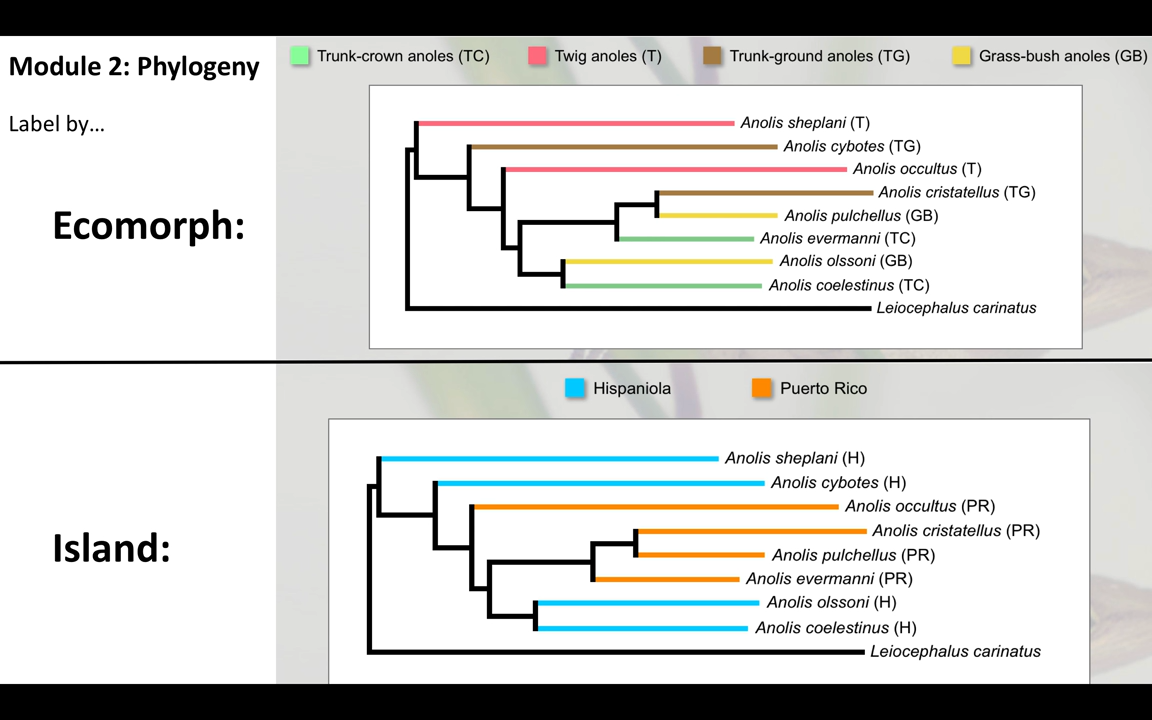 Module 2: Phylogeny
Label by...
Ecomorph:
Trunk-crown anoles (TC)
Twig anoles (T)
Trunk-ground anoles (TG)
Grass-bush anoles (GB)
Anolis sheplani (T)
Anolis cybotes (TG)
Anolis occultus (T)
Anolis cristatellus (TG)
Anolis pulchellus (GB)
Anolis evermanni (TC)
Anolis olssoni (GB)
Anolis coelestinus (TC)
Leiocephalus carinatus
Island:
Hispaniola
Puerto Rico
Anolis sheplani (H)
Anolis cybotes (H)
Anolis occultus (PR)
Anolis cristatellus (PR)
Anolis pulchellus (PR)
Anolis evermanni (PR)
Anolis olssoni (H)
Anolis coelestinus (H)
Leiocephalus carinatus